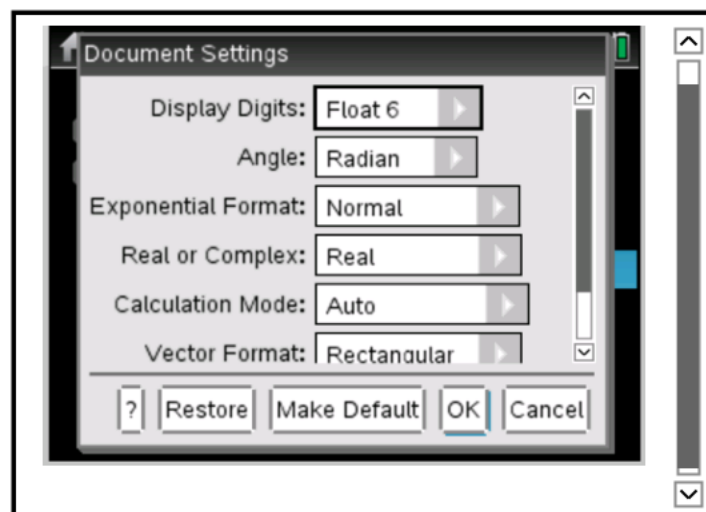 Document Settings
Display Digits: Float 6
Angle: Radian
Exponential Format: Normal
Real or Complex: Real
Calculation Mode: Auto
Vector Format: Rectangular
? Restore Make Default OK Cancel